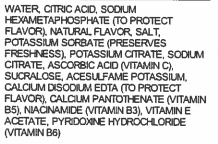 WATER, CITRIC ACID, SODIUM
HEXAMETAPHOSPHATE (TO PROTECT
FLAVOR), NATURAL FLAVOR, SALT,
POTASSIUM SORBATE (PRESERVES
FRESHNESS), POTASSIUM CITRATE, SODIUM
CITRATE, ASCORBIC ACID (VITAMIN C),
SUCRALOSE, ACESULFAME POTASSIUM,
CALCIUM DISODIUM EDTA (TO PROTECT
FLAVOR), CALCIUM PANTOTHENATE (VITAMIN
B5), NIACINAMIDE (VITAMIN B3), VITAMIN E
ACETATE, PYRIDOXINE HYDROCHLORIDE
(VITAMIN B6)